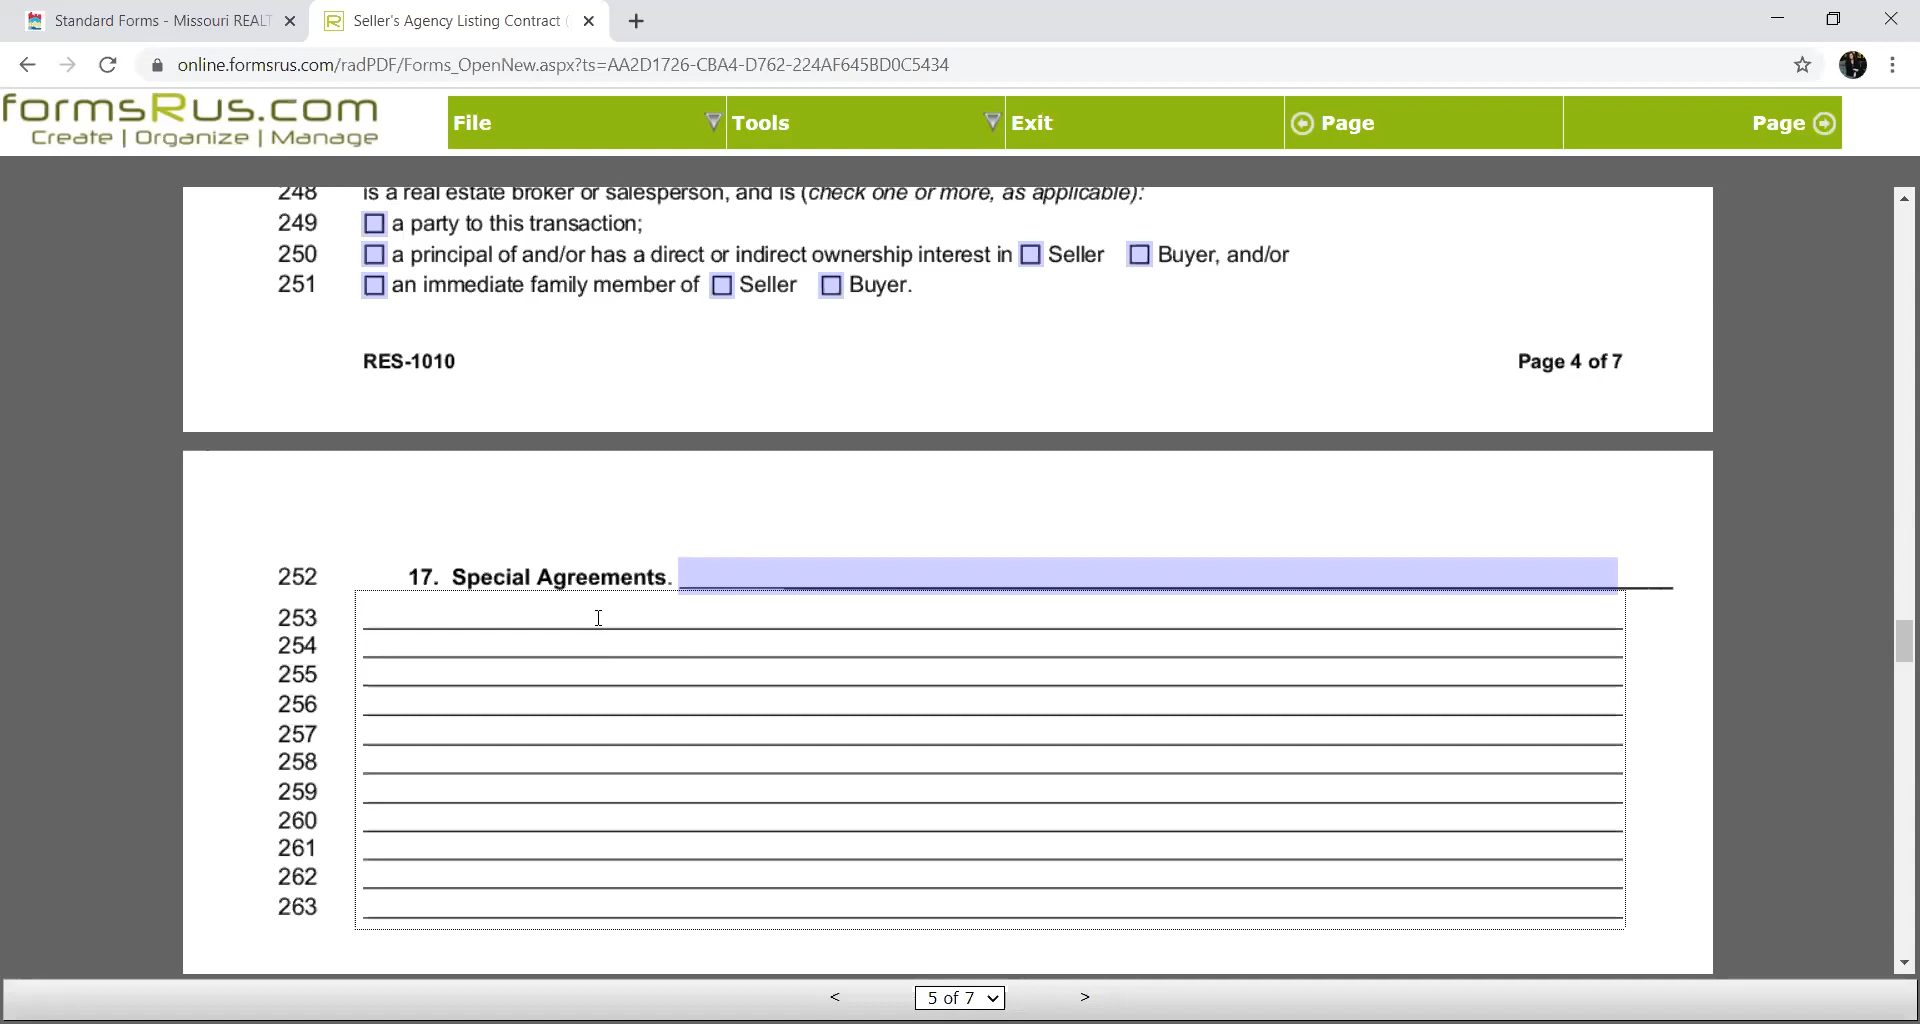 Standard Forms - Missouri REALT
Seller's Agency Listing Contract (
online.formsrus.com/radPDF/Forms_OpenNew.aspx?ts=AA2D1726-CBA4-D762-224AF645BD0C5434
formsRus.com
Create | Organize | Manage
File
Tools
Exit
Page
Page
248 is a real estate broker or salesperson, and is (check one or more, as applicable):
249 a party to this transaction;
250 a principal of and/or has a direct or indirect ownership interest in Seller Buyer, and/or
251 an immediate family member of Seller Buyer.
RES-1010 Page 4 of 7
252 17. Special Agreements.
253
254
255
256
257
258
259
260
261
262
263
< 5 of 7 >